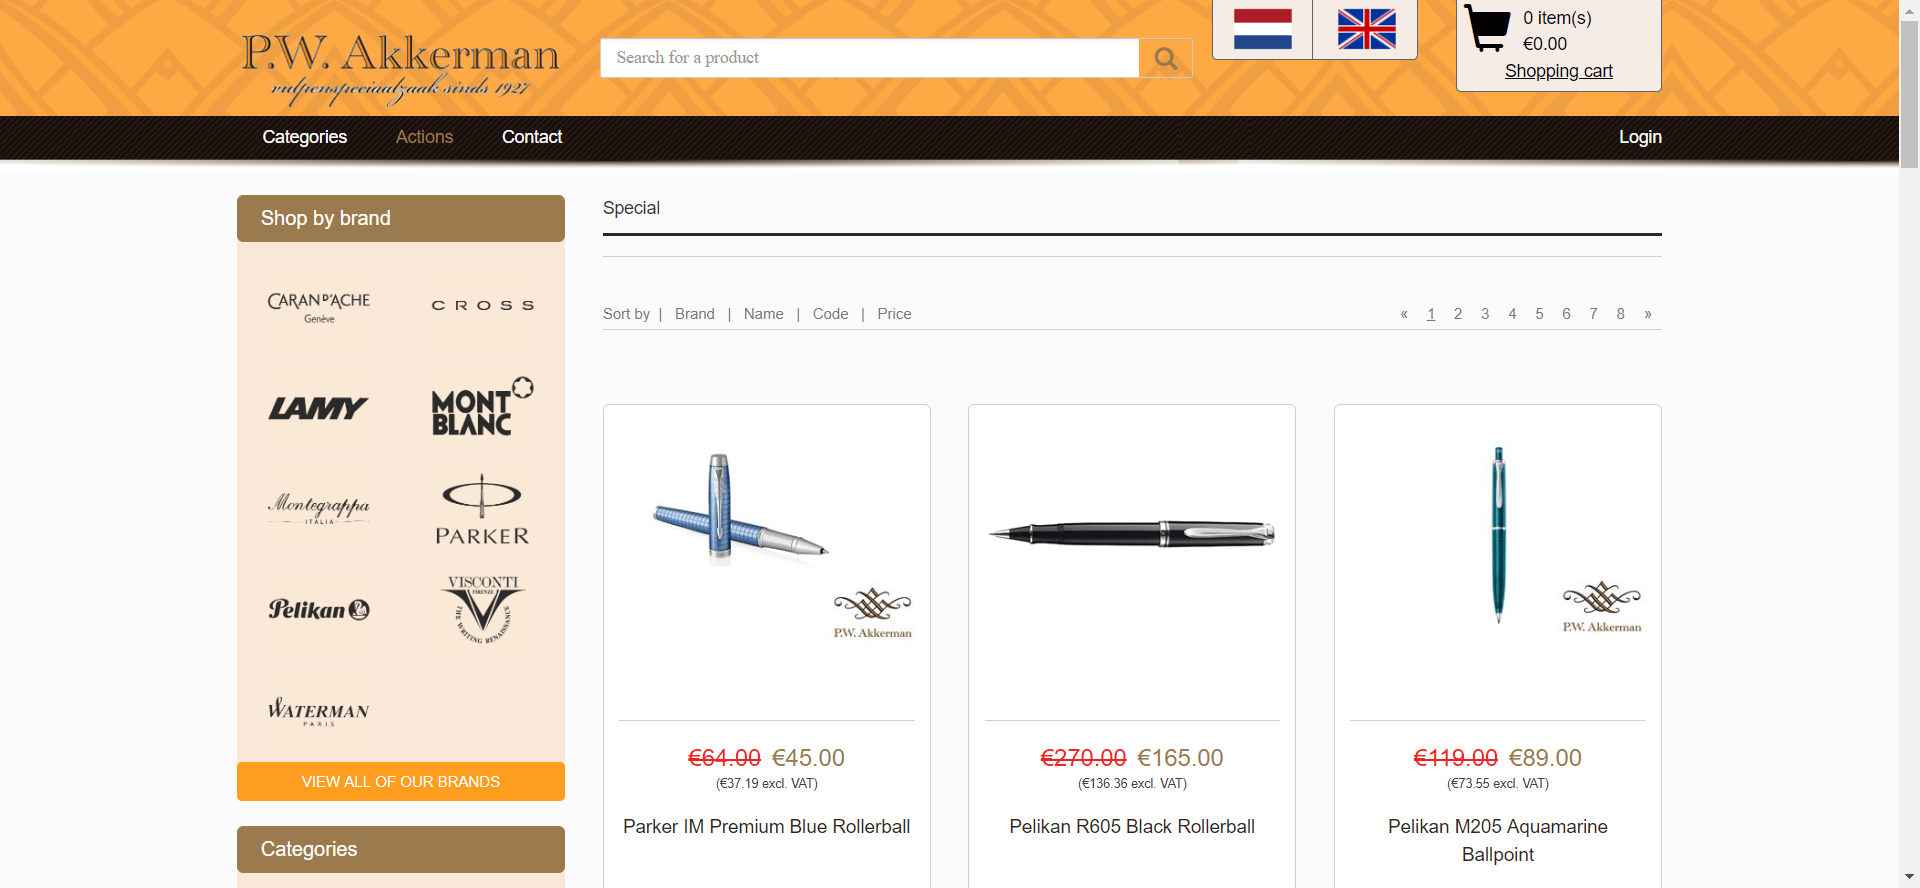 P.W. Akkerman
vulpenspeciaalzaak sinds 1927
Search for a product
0 item(s)
€0.00
Shopping cart
Categories
Actions
Contact
Login
Shop by brand
CARAN D'ACHE
Genève
CROSS
LAMY
MONT
BLANC
Montegrappa
ITALIA
PARKER
Pelikan
VISCONTI
FIRENZE
THE WRITING RENAISSANCE
WATERMAN
PARIS
VIEW ALL OF OUR BRANDS
Categories
Special
Sort by | Brand | Name | Code | Price
« 1 2 3 4 5 6 7 8 »
P.W. Akkerman
€64.00 €45.00
(€37.19 excl. VAT)
Parker IM Premium Blue Rollerball
€270.00 €165.00
(€136.36 excl. VAT)
Pelikan R605 Black Rollerball
P.W. Akkerman
€119.00 €89.00
(€73.55 excl. VAT)
Pelikan M205 Aquamarine
Ballpoint